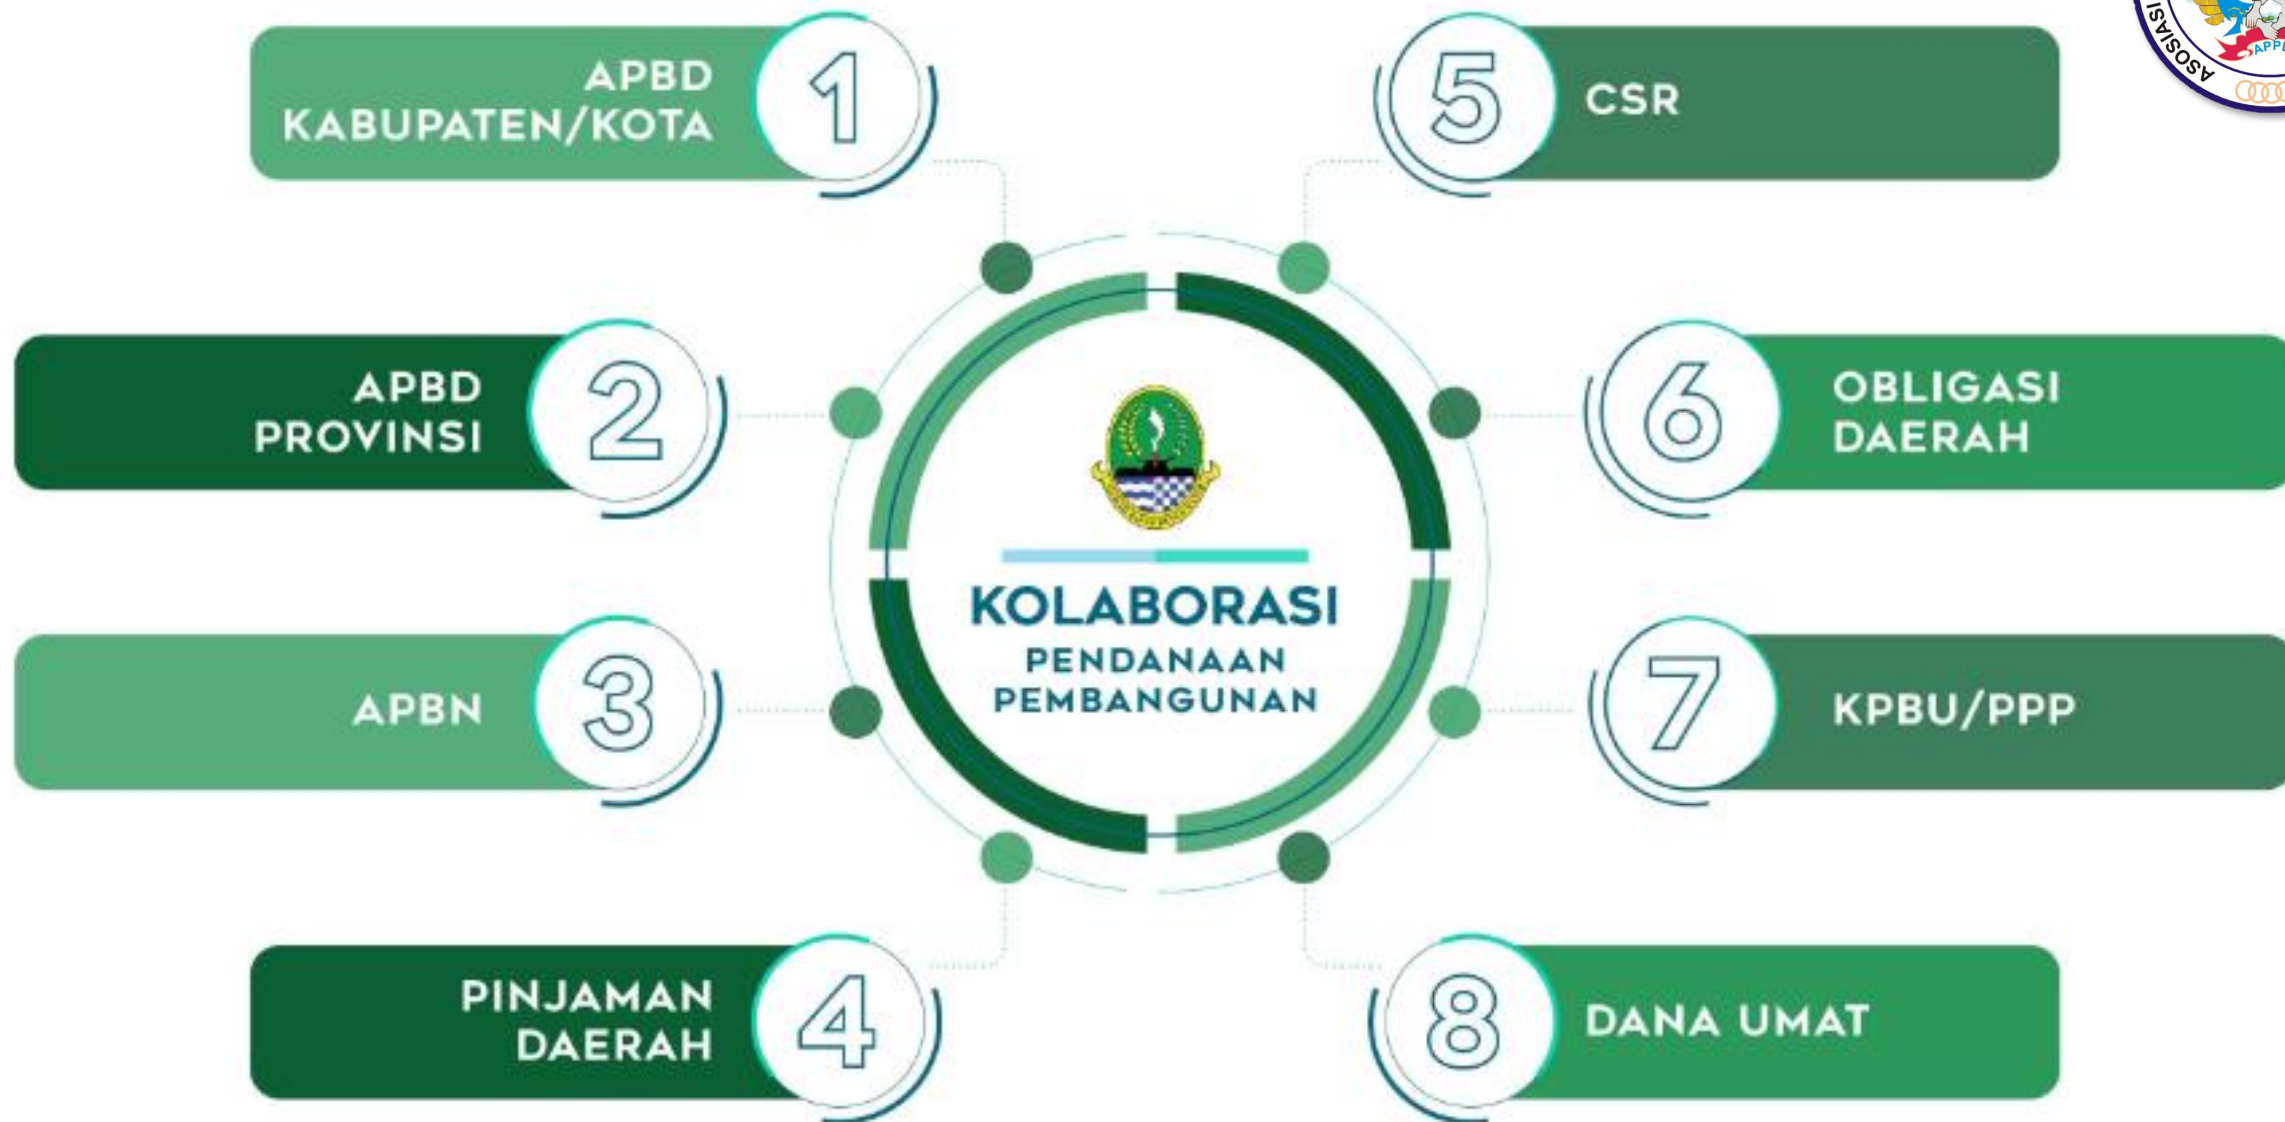 APBD
KABUPATEN/KOTA
1
APBD
PROVINSI
2
APBN
3
PINJAMAN
DAERAH
4
KOLABORASI
PENDANAAN
PEMBANGUNAN
5
CSR
6
OBLIGASI
DAERAH
7
KPBU/PPP
8
DANA UMAT
ASOSIASI